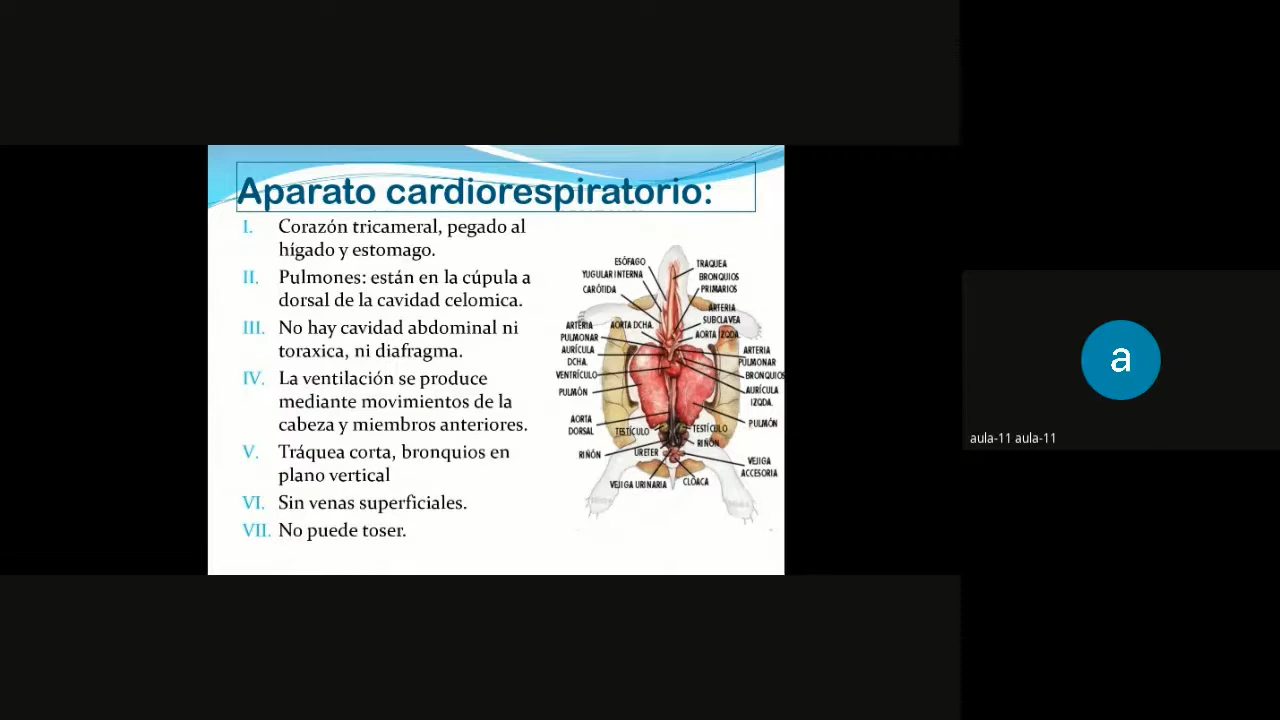 Aparato cardiorespiratorio:
I. Corazón tricameral, pegado al
hígado y estomago.
II. Pulmones: están en la cúpula a
dorsal de la cavidad celomica.
III. No hay cavidad abdominal ni
toraxica, ni diafragma.
IV. La ventilación se produce
mediante movimientos de la
cabeza y miembros anteriores.
V. Tráquea corta, bronquios en
plano vertical
VI. Sin venas superficiales.
VII. No puede toser.
ESÓFAGO
YUGULAR INTERNA
CARÓTIDA
AORTA DCHA.
ARTERIA
PULMONAR
AURÍCULA
DCHA.
VENTRÍCULO
PULMÓN
AORTA
DORSAL
TESTÍCULO
RIÑÓN
URETER
VEJIGA URINARIA
TRAQUEA
BRONQUIOS
PRIMARIOS
ARTERIA
SUBCLAVEA
AORTA IZQDA.
ARTERIA
PULMONAR
BRONQUIOS
AURÍCULA
IZQDA.
PULMÓN
TESTÍCULO
RIÑÓN
VEJIGA
ACCESORIA
CLOACA
a
aula-11 aula-11